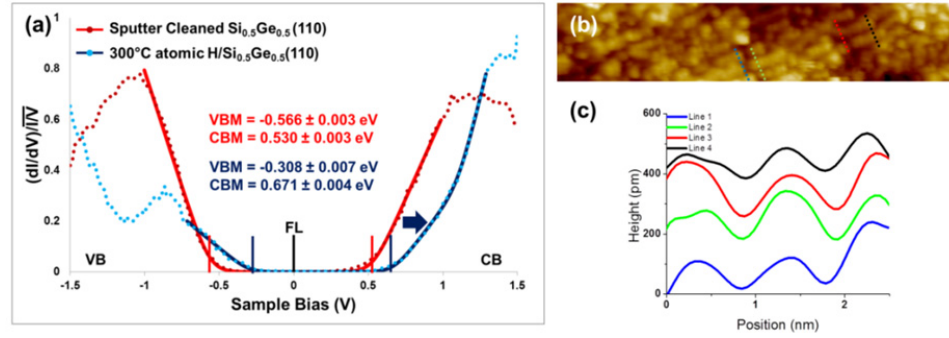 (a)
Sputter Cleaned Si0.5Ge0.5(110)
300°C atomic H/Si0.5Ge0.5(110)
(dI/dV)/I/V
1
0.8
0.6
0.4
0.2
0
VBM = -0.566 ± 0.003 eV
CBM = 0.530 ± 0.003 eV
VBM = -0.308 ± 0.007 eV
CBM = 0.671 ± 0.004 eV
FL
VB
CB
-1.5 -1 -0.5 0 0.5 1 1.5
Sample Bias (V)
(b)
(c)
Line 1
Line 2
Line 3
Line 4
Height (pm)
600
400
200
0
0 1 2
Position (nm)